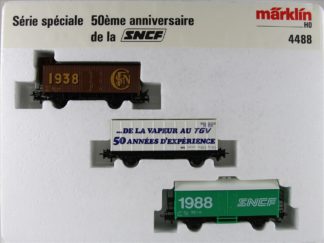 Série spéciale 50ème anniversaire
de la SNCF
märklin
HO
4488
1938
...DE LA VAPEUR AU TGV
50 ANNÉES D'EXPÉRIENCE
1988 SNCF